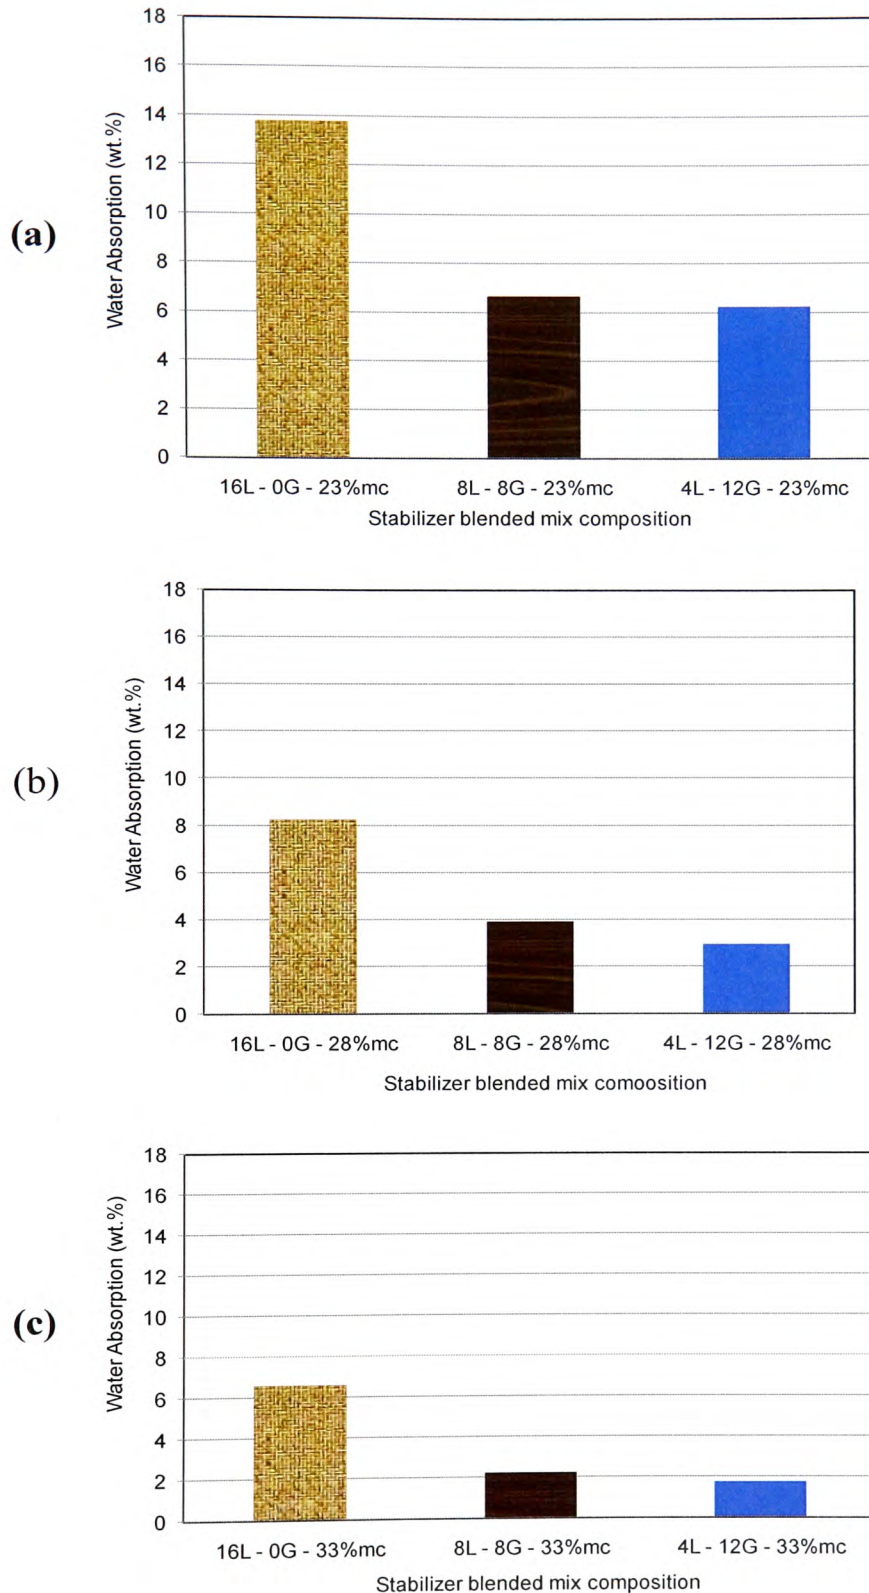 (a)
Water Absorption (wt.%)
18
16
14
12
10
8
6
4
2
0
16L - 0G - 23%mc 8L - 8G - 23%mc 4L - 12G - 23%mc
Stabilizer blended mix composition
(b)
Water Absorption (wt.%)
18
16
14
12
10
8
6
4
2
0
16L - 0G - 28%mc 8L - 8G - 28%mc 4L - 12G - 28%mc
Stabilizer blended mix comoosition
(c)
Water Absorption (wt.%)
18
16
14
12
10
8
6
4
2
0
16L - 0G - 33%mc 8L - 8G - 33%mc 4L - 12G - 33%mc
Stabilizer blended mix composition